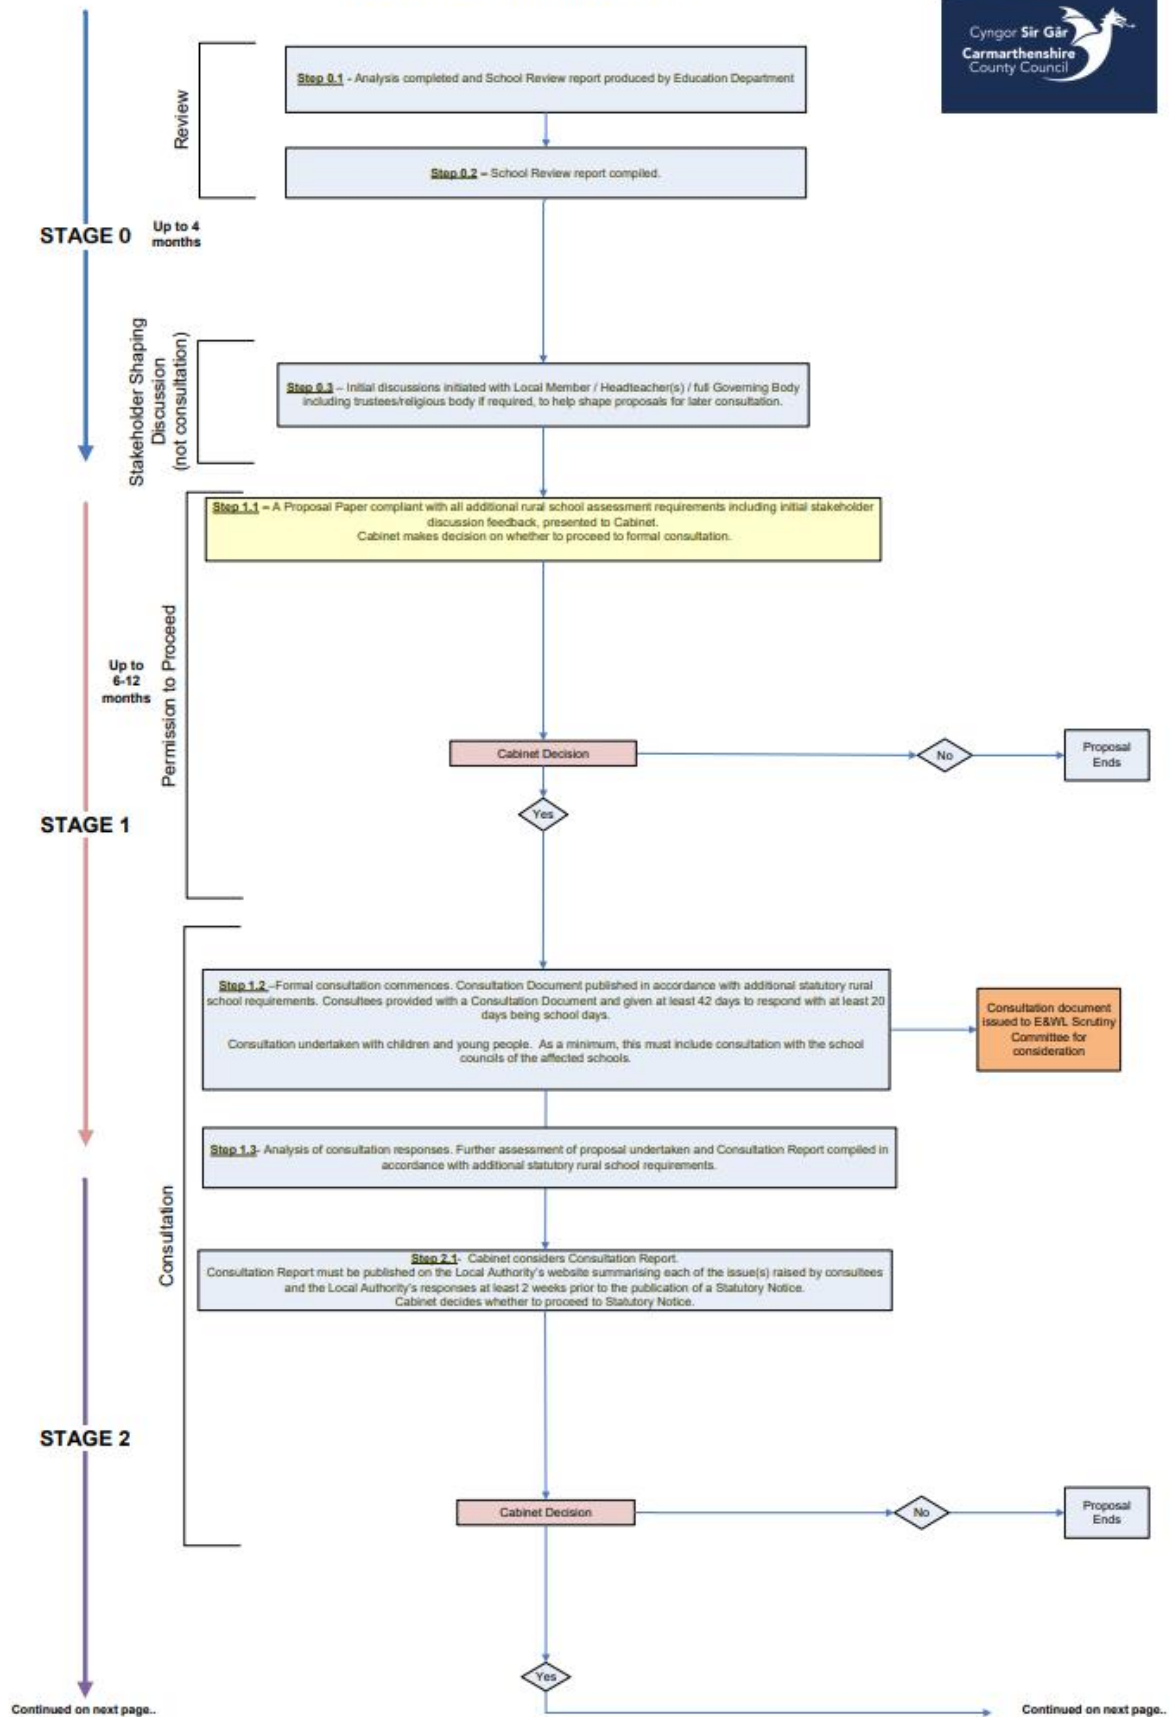 Cyngor Sir Gâr
Carmarthenshire
County Council
Review
Step 0.1 - Analysis completed and School Review report produced by Education Department
Step 0.2 – School Review report compiled.
STAGE 0
Up to 4
months
Stakeholder Shaping
Discussion
(not consultation)
Step 0.3 – Initial discussions initiated with Local Member / Headteacher(s) / full Governing Body
including trustees/religious body if required, to help shape proposals for later consultation.
Step 1.1 – A Proposal Paper compliant with all additional rural school assessment requirements including initial stakeholder
discussion feedback, presented to Cabinet.
Cabinet makes decision on whether to proceed to formal consultation.
Up to
6-12
months
Permission to Proceed
Cabinet Decision
No
Proposal
Ends
Yes
STAGE 1
Step 1.2 –Formal consultation commences. Consultation Document published in accordance with additional statutory rural
school requirements. Consultees provided with a Consultation Document and given at least 42 days to respond with at least 20
days being school days.
Consultation undertaken with children and young people. As a minimum, this must include consultation with the school
councils of the affected schools.
Consultation document
issued to E&WL Scrutiny
Committee for
consideration
Step 1.3- Analysis of consultation responses. Further assessment of proposal undertaken and Consultation Report compiled in
accordance with additional statutory rural school requirements.
Consultation
Step 2.1- Cabinet considers Consultation Report.
Consultation Report must be published on the Local Authority's website summarising each of the issue(s) raised by consultees
and the Local Authority's responses at least 2 weeks prior to the publication of a Statutory Notice.
Cabinet decides whether to proceed to Statutory Notice.
STAGE 2
Cabinet Decision
No
Proposal
Ends
Yes
Continued on next page..
Continued on next page..